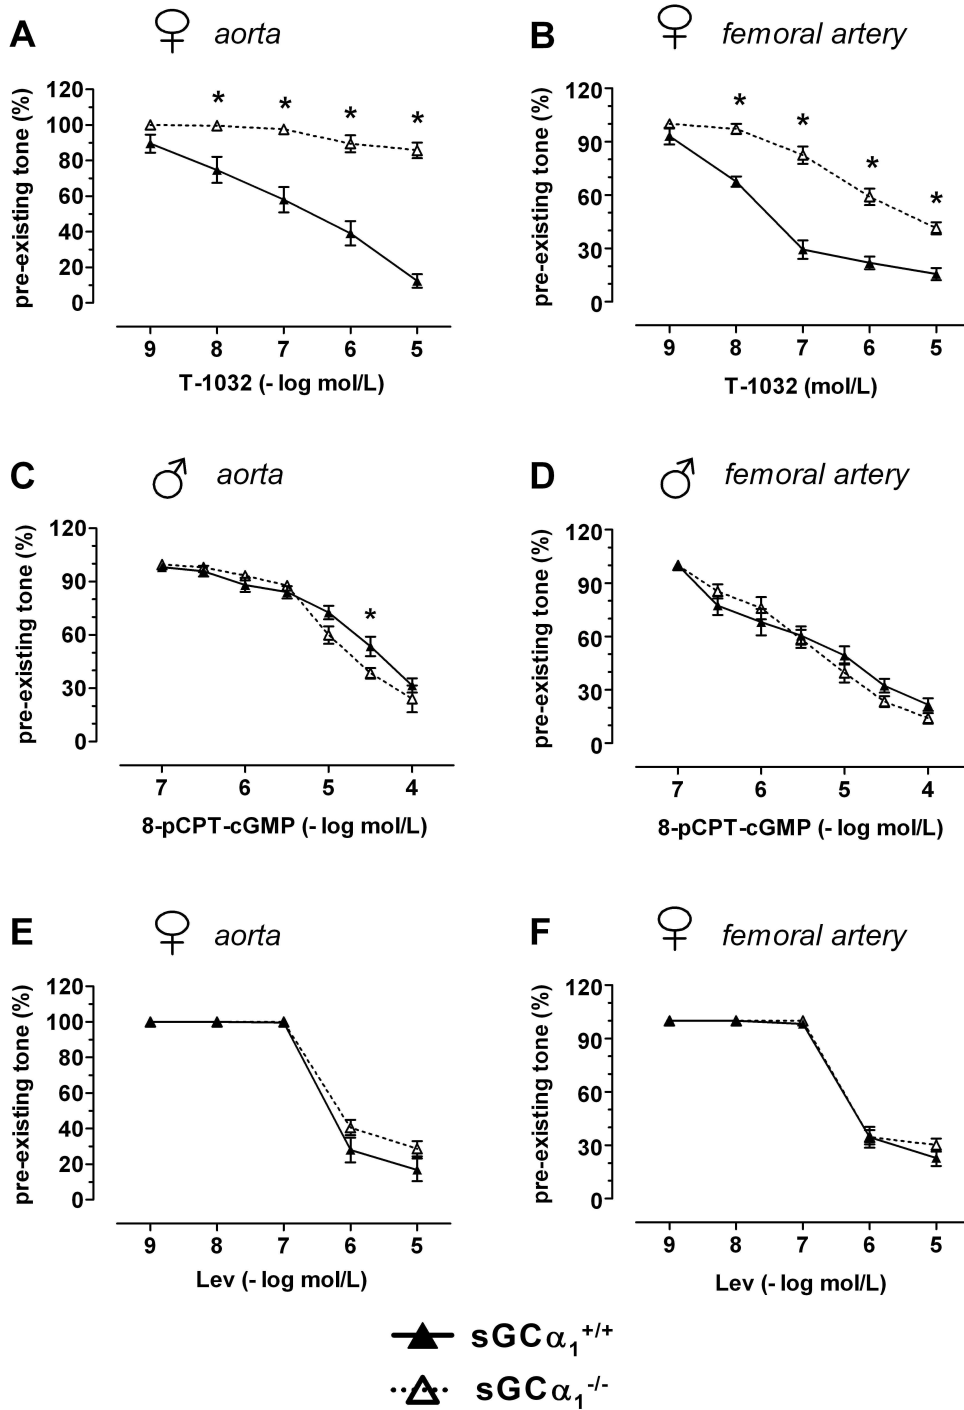 A ♀ aorta
B ♀ femoral artery
pre-existing tone (%)
120
100
80
60
40
20
0
* * * *
9 8 7 6 5
T-1032 (- log mol/L)
pre-existing tone (%)
120
90
60
30
0
* * * *
9 8 7 6 5
T-1032 (mol/L)
C ♂ aorta
D ♂ femoral artery
pre-existing tone (%)
120
90
60
30
0
*
7 6 5 4
8-pCPT-cGMP (- log mol/L)
pre-existing tone (%)
120
90
60
30
0
7 6 5 4
8-pCPT-cGMP (- log mol/L)
E ♀ aorta
F ♀ femoral artery
pre-existing tone (%)
120
100
80
60
40
20
0
9 8 7 6 5
Lev (- log mol/L)
pre-existing tone (%)
120
90
60
30
0
9 8 7 6 5
Lev (- log mol/L)
sGCα₁⁺/⁺
sGCα₁⁻/⁻